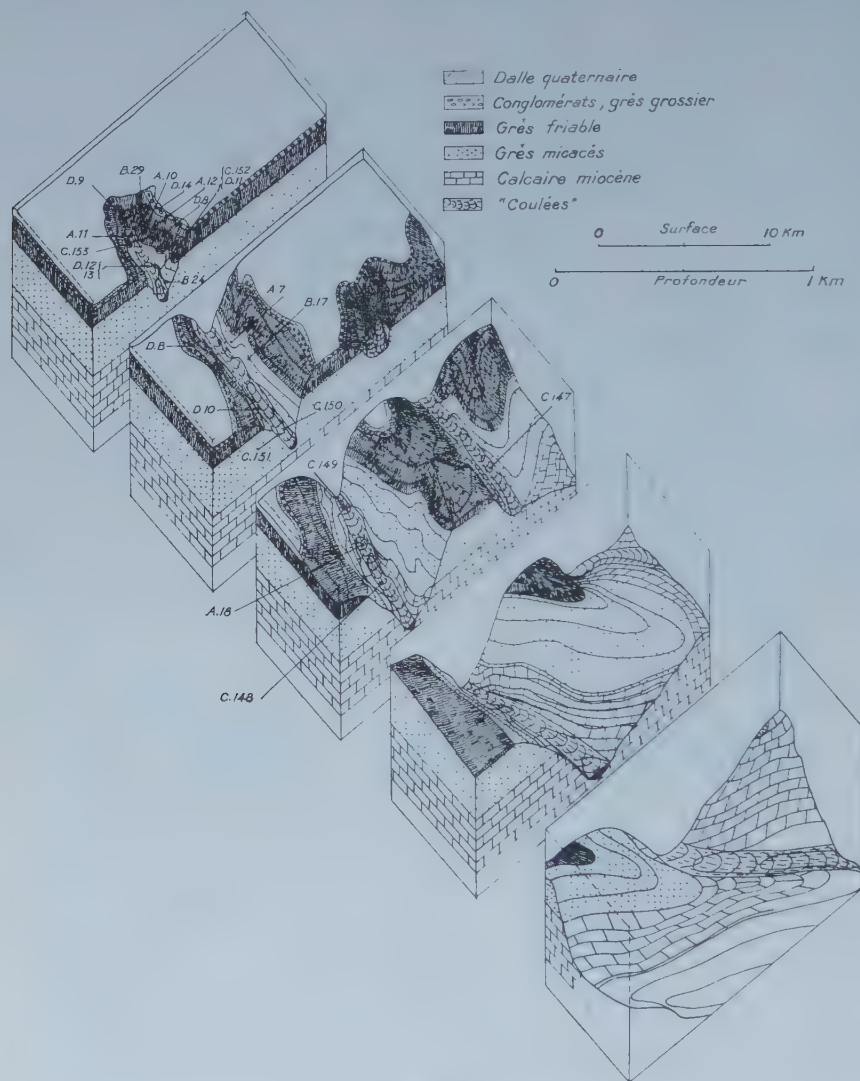 Dalle quaternaire
Conglomérats, grès grossier
Grès friable
Grès micacés
Calcaire miocène
"Coulées"
Surface
0 10 Km
0 1 Km
Profondeur
D.9
B.29
A.10
D.14
A.12
C.152
D.11
D.8
A.11
C.153
D.12
13
B.24
A.7
B.17
D.8
D.10
C.150
C.151
C.147
C.149
A.18
C.148